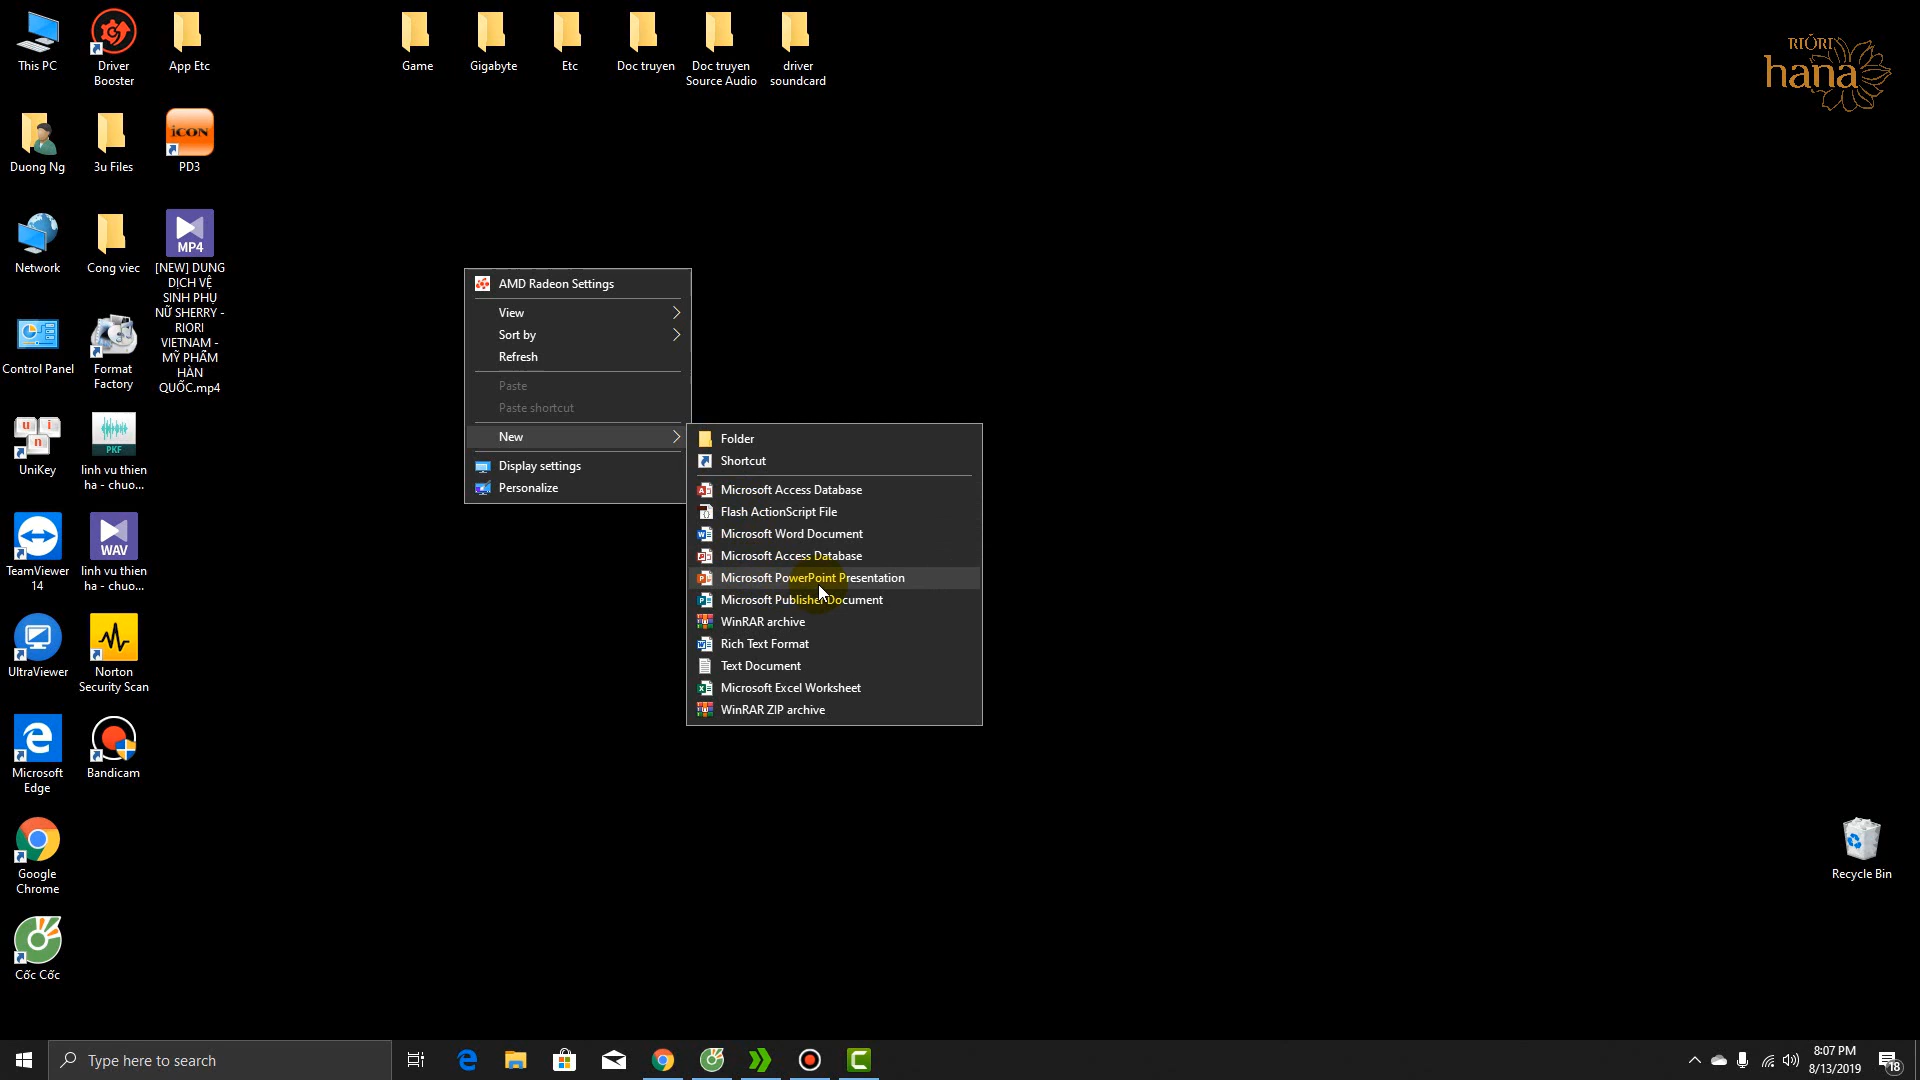 This PC
Driver
Booster
App Etc
Game
Gigabyte
Etc
Doc truyen
Doc truyen
Source Audio
driver
soundcard
RIORI
hana
Duong Ng
3u Files
iCON
PD3
Network
Cong viec
MP4
[NEW] DUNG
DỊCH VỆ
SINH PHỤ
NỮ SHERRY -
RIORI
VIETNAM -
MỸ PHẨM
HÀN
QUỐC.mp4
Control Panel
Format
Factory
u i
n
UniKey
PKF
linh vu thien
ha - chuo...
TeamViewer
14
WAV
linh vu thien
ha - chuo...
UltraViewer
Norton
Security Scan
Microsoft
Edge
Bandicam
Google
Chrome
Cốc Cốc
AMD Radeon Settings
View
Sort by
Refresh
Paste
Paste shortcut
New
Display settings
Personalize
Folder
Shortcut
Microsoft Access Database
Flash ActionScript File
Microsoft Word Document
Microsoft Access Database
Microsoft PowerPoint Presentation
Microsoft Publisher Document
WinRAR archive
Rich Text Format
Text Document
Microsoft Excel Worksheet
WinRAR ZIP archive
Recycle Bin
Type here to search
8:07 PM
8/13/2019
18